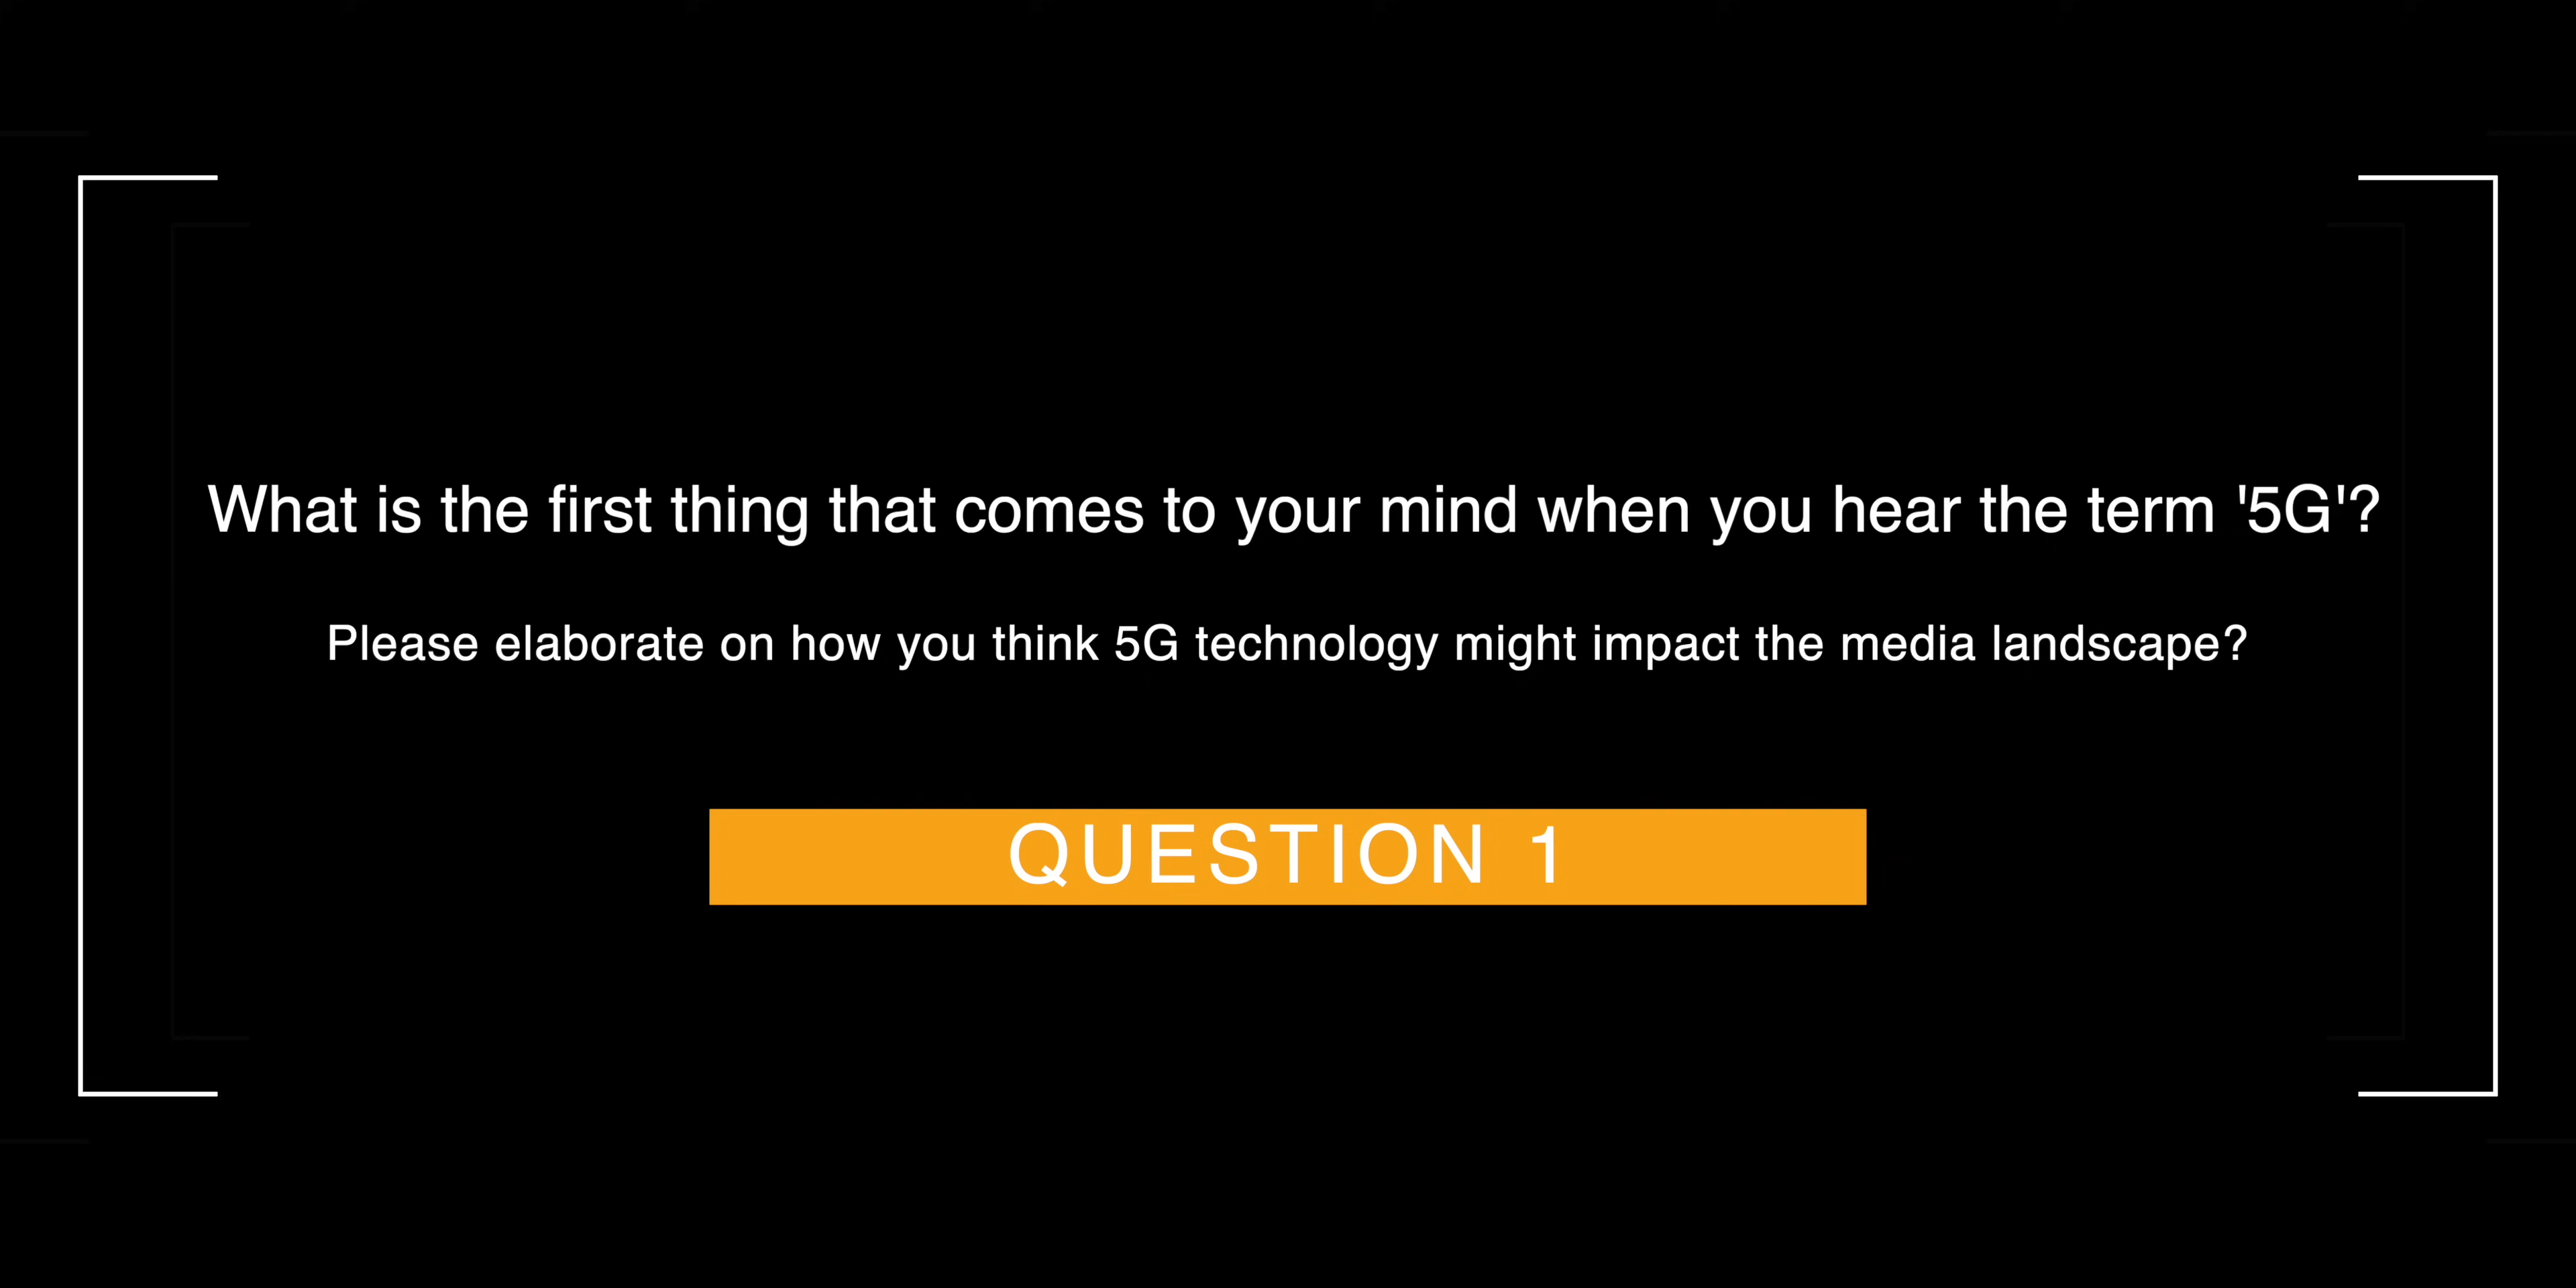 What is the first thing that comes to your mind when you hear the term '5G'?
Please elaborate on how you think 5G technology might impact the media landscape?
QUESTION 1